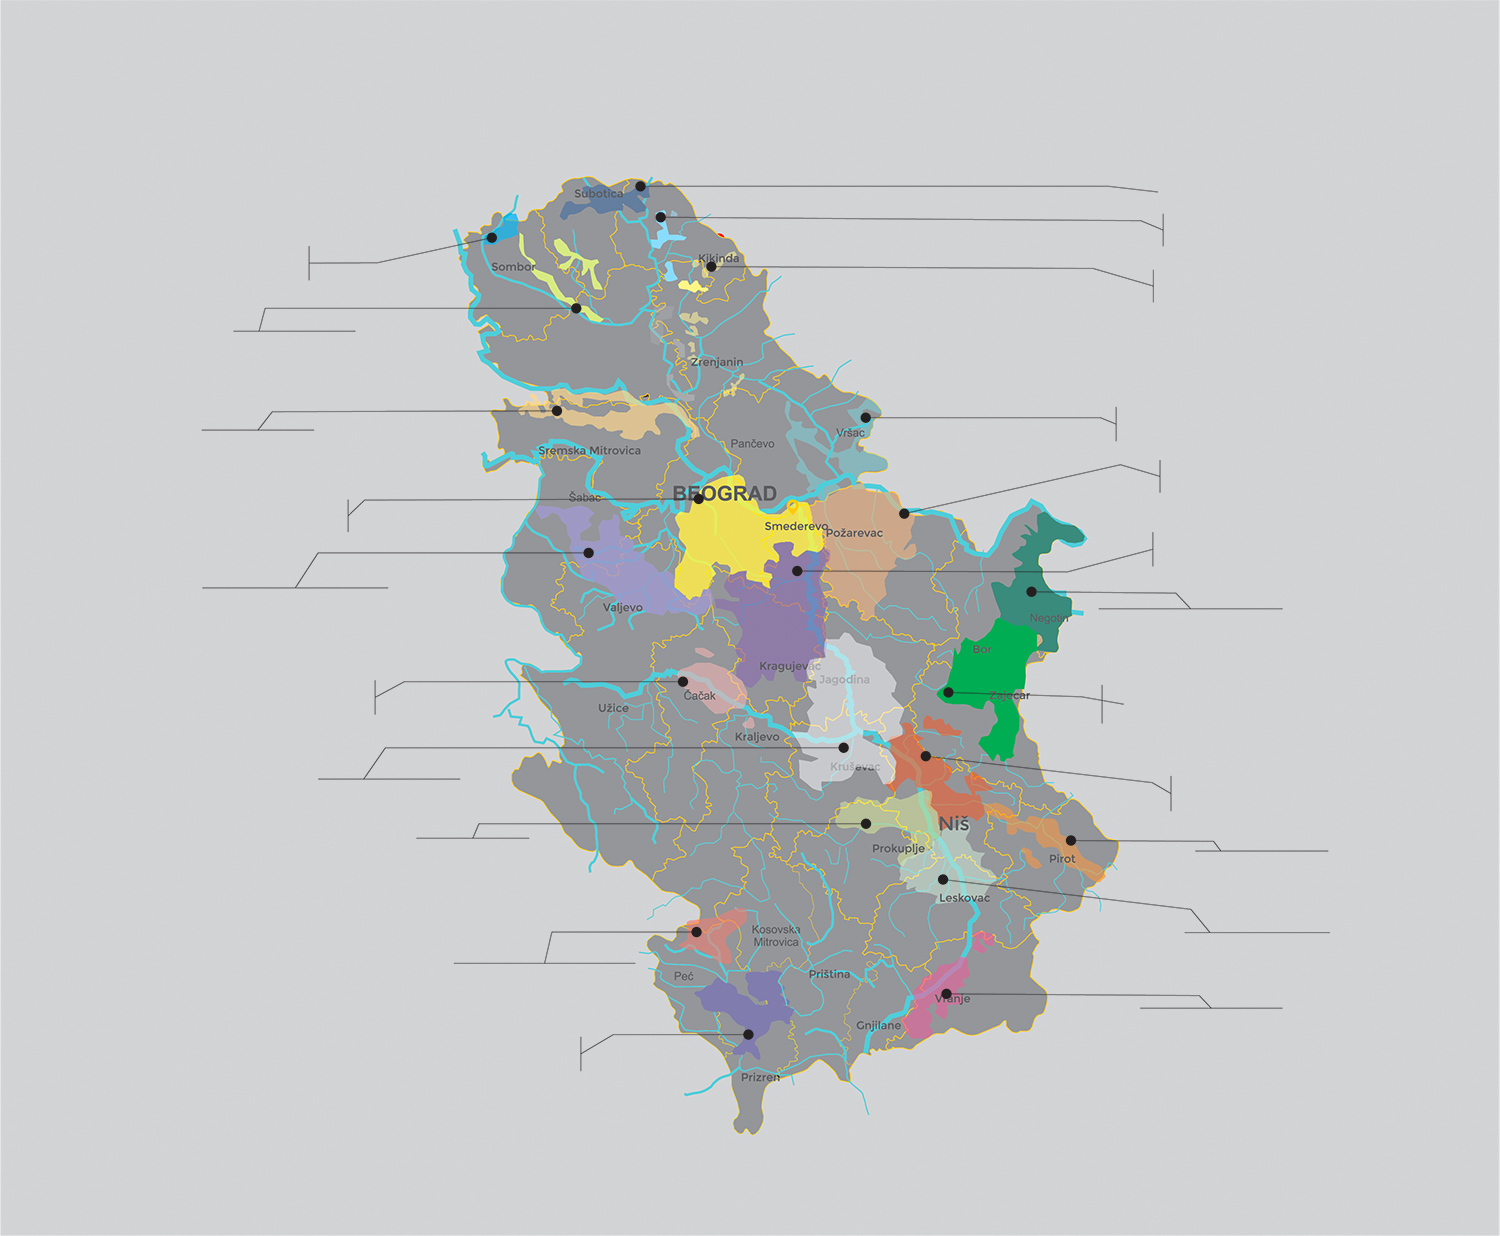 Subotica
Sombor
Kikinda
Zrenjanin
Vršac
Pančevo
Sremska Mitrovica
BEOGRAD
Šabac
Smederevo
Požarevac
Valjevo
Negotin
Bor
Kragujevac
Jagodina
Čačak
Zaječar
Užice
Kraljevo
Kruševac
Niš
Prokuplje
Pirot
Leskovac
Kosovska
Mitrovica
Peć
Priština
Vranje
Gnjilane
Prizren